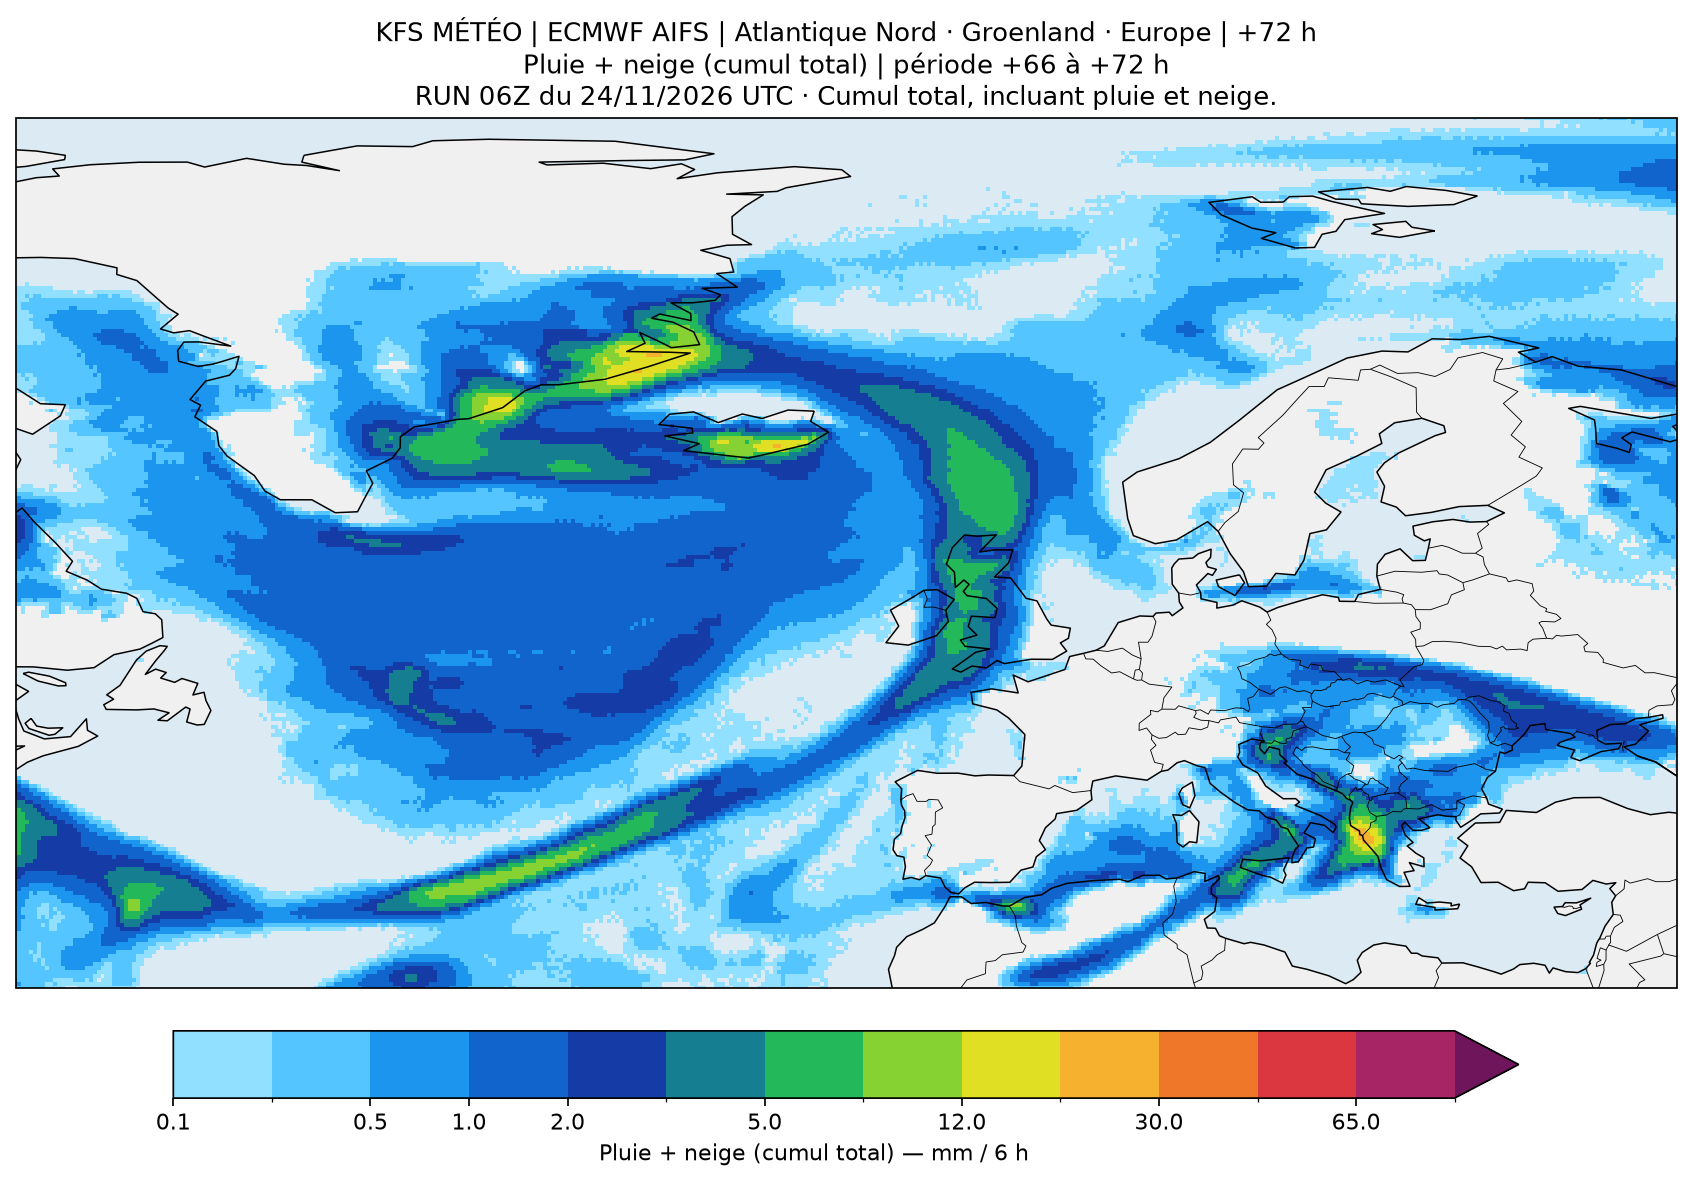 KFS MÉTÉO | ECMWF AIFS | Atlantique Nord · Groenland · Europe | +72 h
Pluie + neige (cumul total) | période +66 à +72 h
RUN 06Z du 24/11/2026 UTC · Cumul total, incluant pluie et neige.
0.1 0.5 1.0 2.0 5.0 12.0 30.0 65.0
Pluie + neige (cumul total) — mm / 6 h